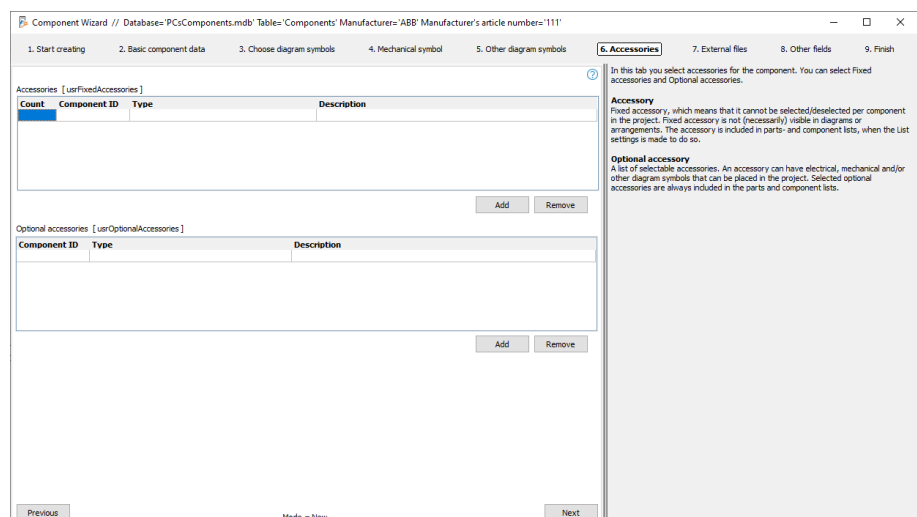 Component Wizard // Database='PCsComponents.mdb' Table='Components' Manufacturer='ABB' Manufacturer's article number='111'
1. Start creating 2. Basic component data 3. Choose diagram symbols 4. Mechanical symbol 5. Other diagram symbols 6. Accessories 7. External files 8. Other fields 9. Finish
Accessories [ usrFixedAccessories ]
Count Component ID Type Description
Add Remove
Optional accessories [ usrOptionalAccessories ]
Component ID Type Description
Add Remove
Previous Mode = New Next
In this tab you select accessories for the component. You can select Fixed
accessories and Optional accessories.
Accessory
Fixed accessory, which means that it cannot be selected/deselected per component
in the project. Fixed accessory is not (necessarily) visible in diagrams or
arrangements. The accessory is included in parts- and component lists, when the List
settings is made to do so.
Optional accessory
A list of selectable accessories. An accessory can have electrical, mechanical and/or
other diagram symbols that can be placed in the project. Selected optional
accessories are always included in the parts and component lists.